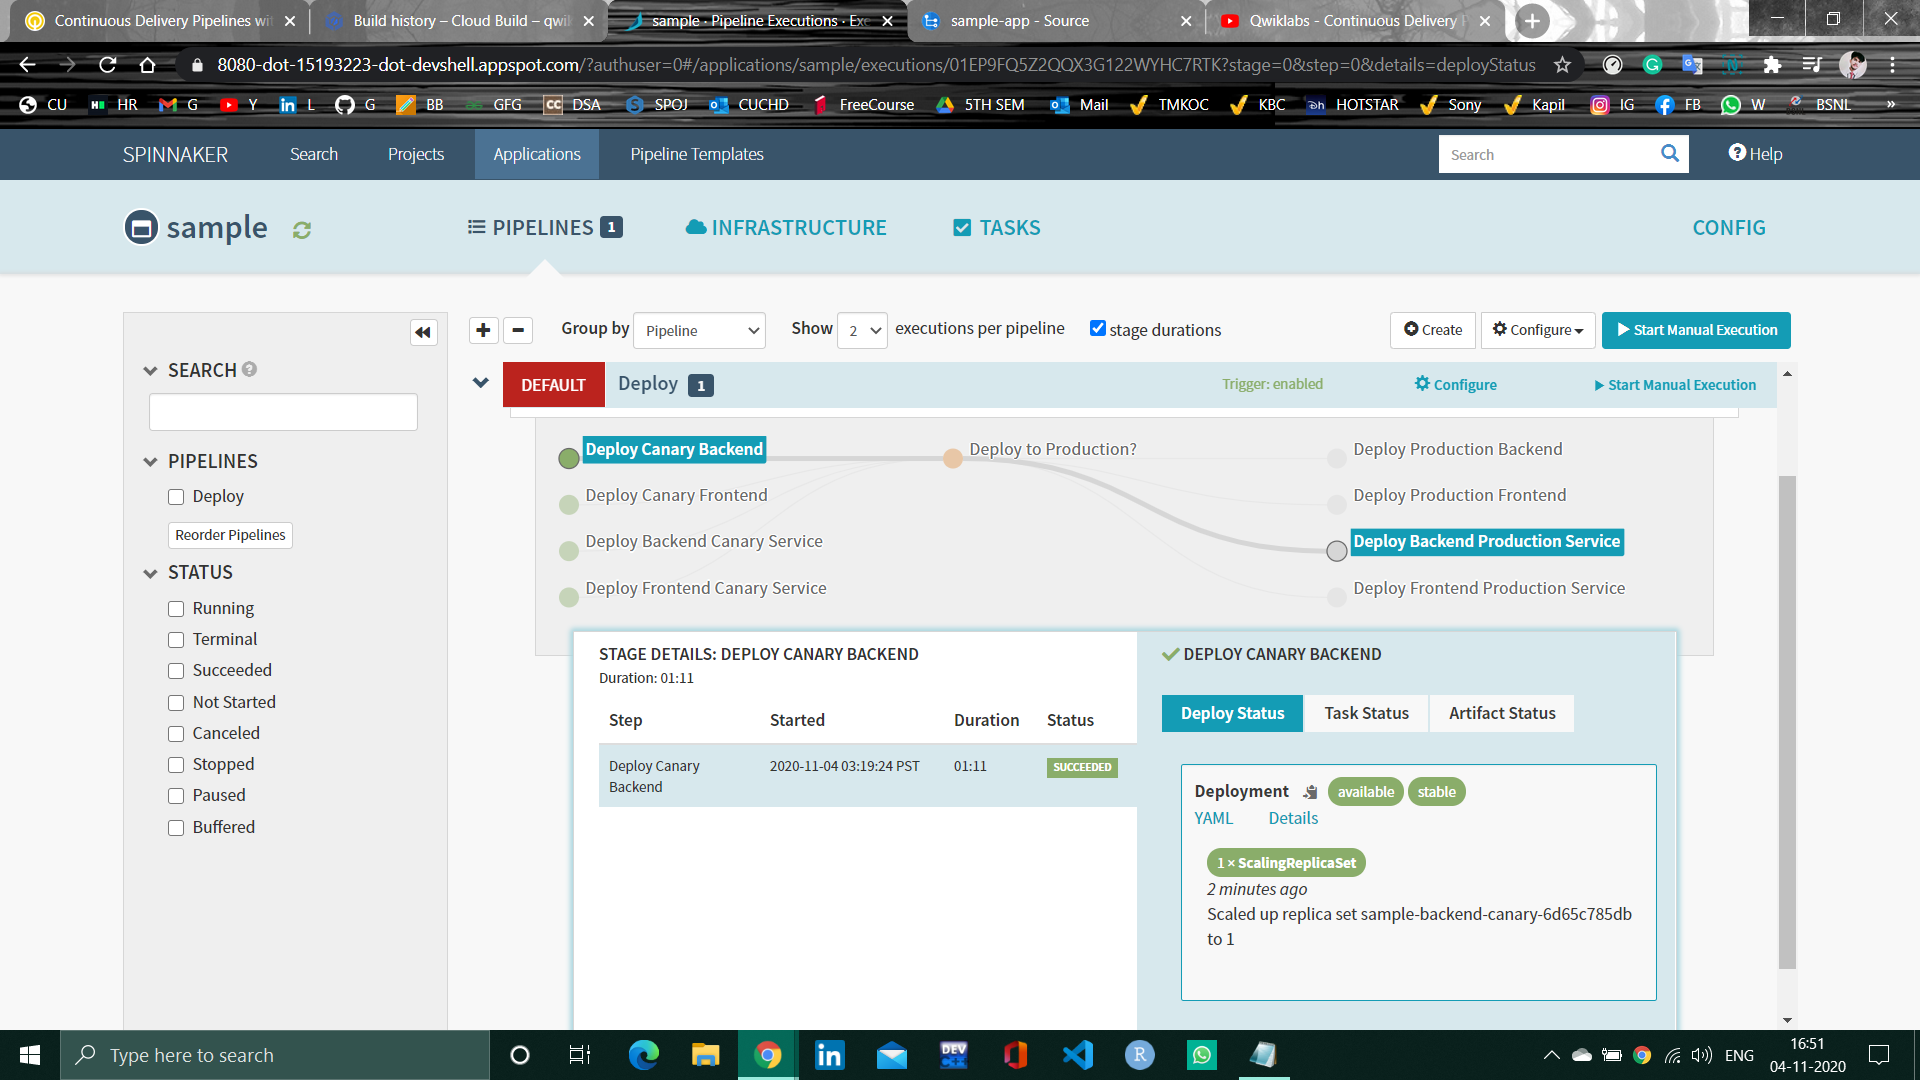 Continuous Delivery Pipelines wit
Build history – Cloud Build – qwi
sample · Pipeline Executions · Exe
sample-app - Source
Qwiklabs - Continuous Delivery P
8080-dot-15193223-dot-devshell.appspot.com/?authuser=0#/applications/sample/executions/01EP9FQ5Z2QQX3G122WYHC7RTK?stage=0&step=0&details=deployStatus
CU HR G Y L G BB GFG DSA SPOJ CUCHD FreeCourse 5TH SEM Mail TMKOC KBC HOTSTAR Sony Kapil IG FB W BSNL »
SPINNAKER Search Projects Applications Pipeline Templates Search Help
sample PIPELINES 1 INFRASTRUCTURE TASKS CONFIG
Group by Pipeline Show 2 executions per pipeline stage durations Create Configure Start Manual Execution
SEARCH
PIPELINES
Deploy
Reorder Pipelines
STATUS
Running
Terminal
Succeeded
Not Started
Canceled
Stopped
Paused
Buffered
DEFAULT Deploy 1 Trigger: enabled Configure Start Manual Execution
Deploy Canary Backend Deploy to Production? Deploy Production Backend
Deploy Canary Frontend Deploy Production Frontend
Deploy Backend Canary Service Deploy Backend Production Service
Deploy Frontend Canary Service Deploy Frontend Production Service
STAGE DETAILS: DEPLOY CANARY BACKEND
Duration: 01:11
Step Started Duration Status
Deploy Canary 2020-11-04 03:19:24 PST 01:11 SUCCEEDED
Backend
DEPLOY CANARY BACKEND
Deploy Status Task Status Artifact Status
Deployment available stable
YAML Details
1 × ScalingReplicaSet
2 minutes ago
Scaled up replica set sample-backend-canary-6d65c785db
to 1
Type here to search
DEV
ENG
16:51
04-11-2020